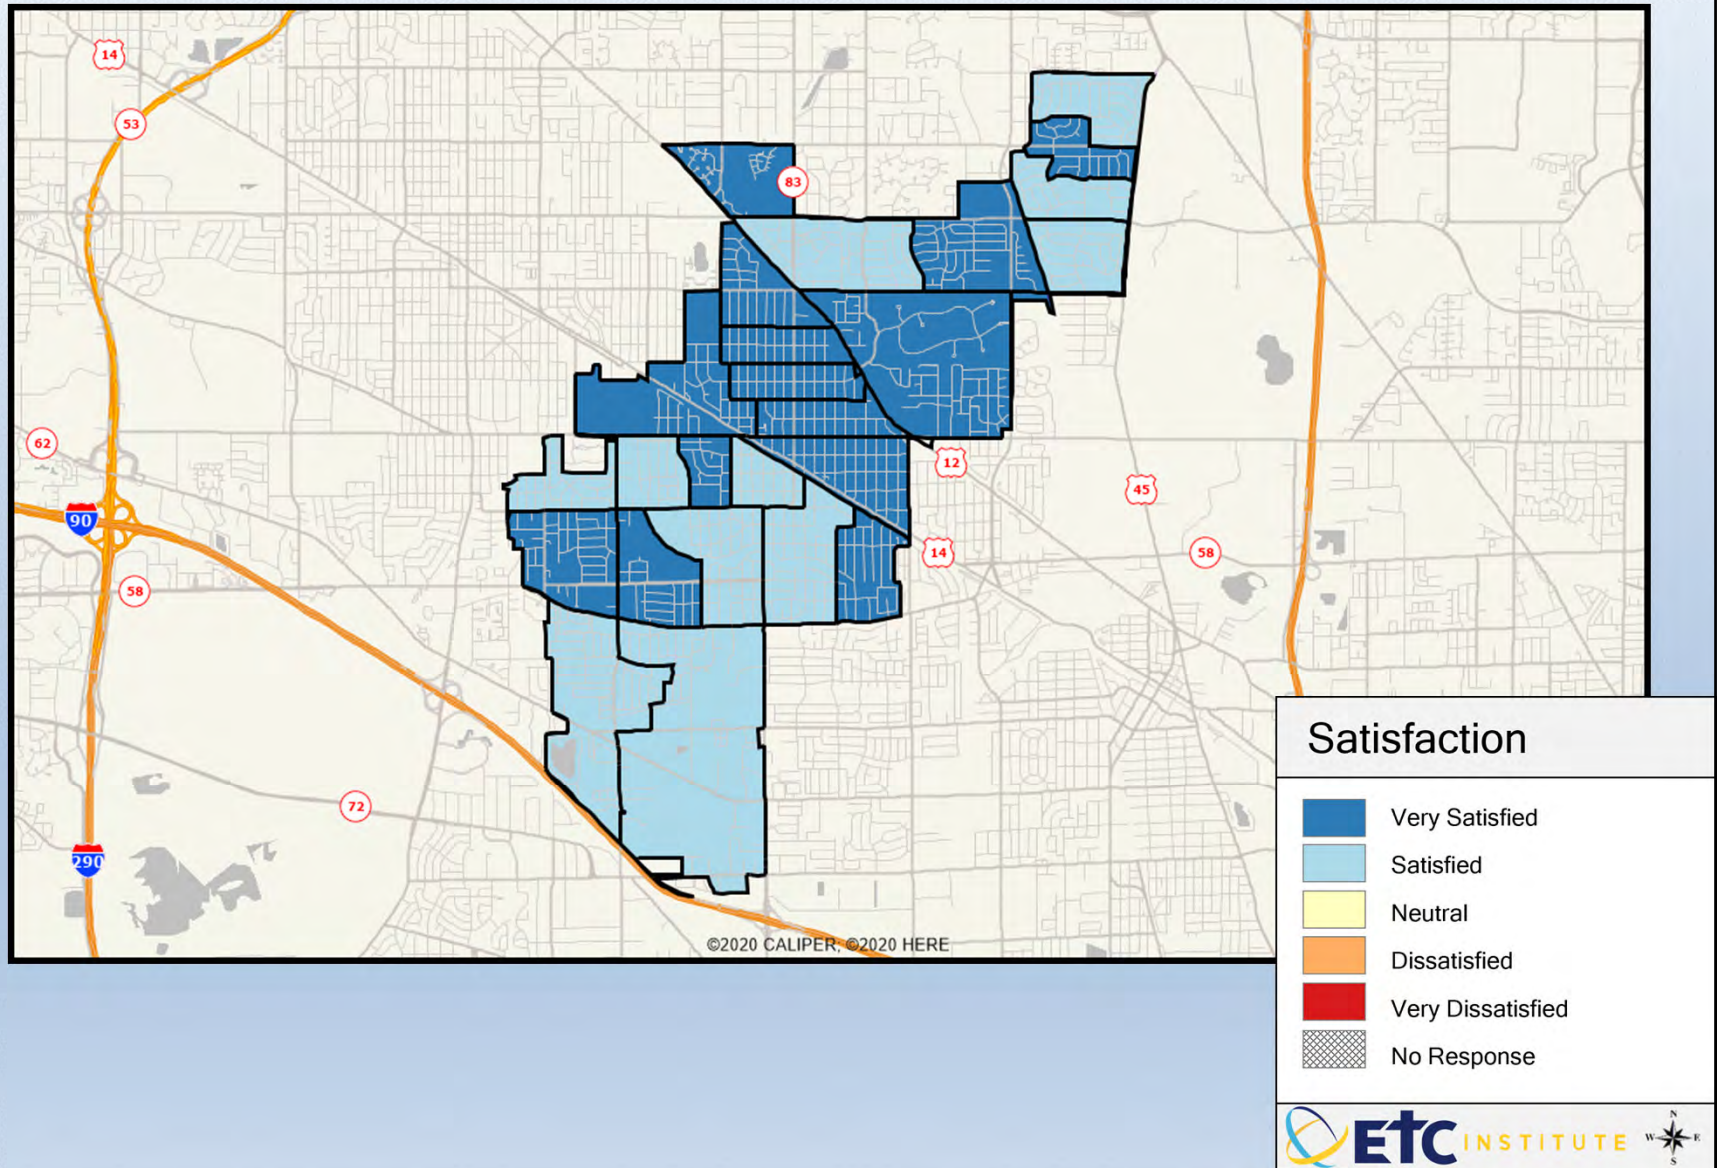 14
53
83
62
12
45
90
14
58
58
72
290
©2020 CALIPER; ©2020 HERE
Satisfaction
Very Satisfied
Satisfied
Neutral
Dissatisfied
Very Dissatisfied
No Response
ETC INSTITUTE
N
W E
S